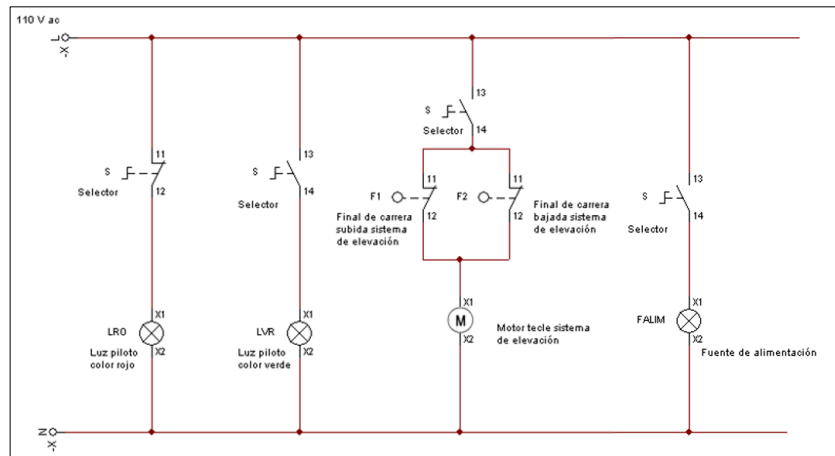 110 V ac
L
-X
13
S
14
Selector
11
S
12
Selector
13
S
14
Selector
11
F1
12
Final de carrera
subida sistema
de elevación
11
F2
12
Final de carrera
bajada sistema
de elevación
13
S
14
Selector
X1
LRO
X2
Luz piloto
color rojo
X1
LVR
X2
Luz piloto
color verde
X1
M
X2
Motor tecle sistema
de elevación
X1
FALIM
X2
Fuente de alimentación
N
-X